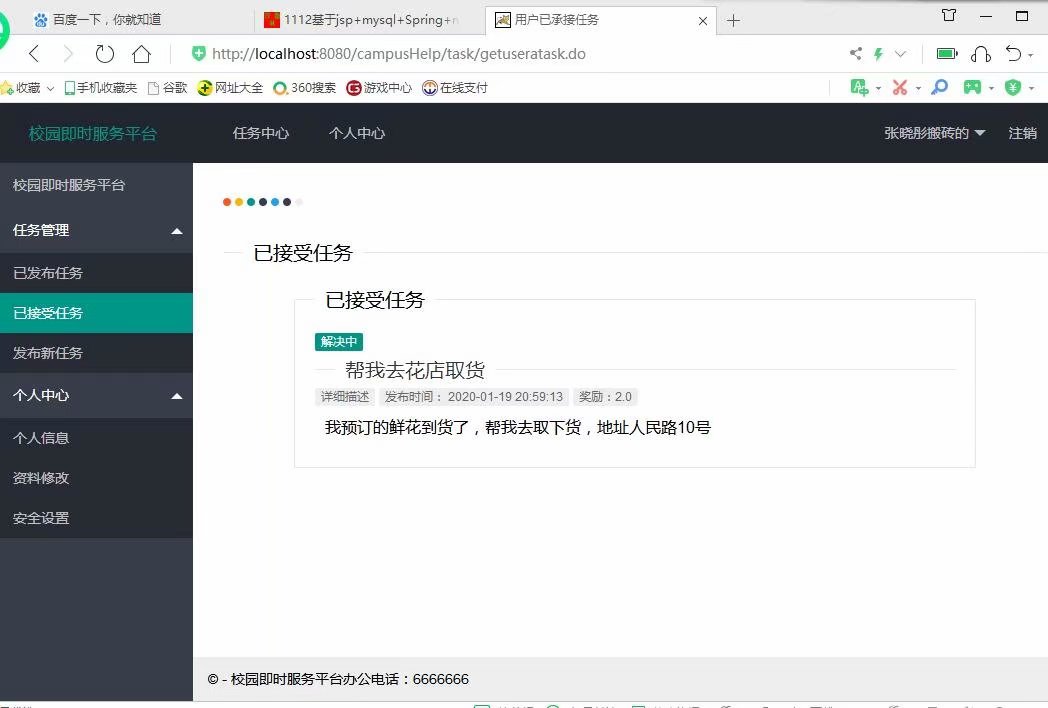 百度一下，你就知道
1112基于jsp+mysql+Spring+
用户已承接任务
http://localhost:8080/campusHelp/task/getuseratask.do
收藏 手机收藏夹 谷歌 网址大全 360搜索 游戏中心 在线支付
校园即时服务平台 任务中心 个人中心 张晓彤搬砖的 注销
校园即时服务平台
任务管理
已发布任务
已接受任务
发布新任务
个人中心
个人信息
资料修改
安全设置
已接受任务
已接受任务
解决中
帮我去花店取货
详细描述 发布时间： 2020-01-19 20:59:13 奖励：2.0
我预订的鲜花到货了，帮我去取下货，地址人民路10号
© - 校园即时服务平台办公电话：6666666